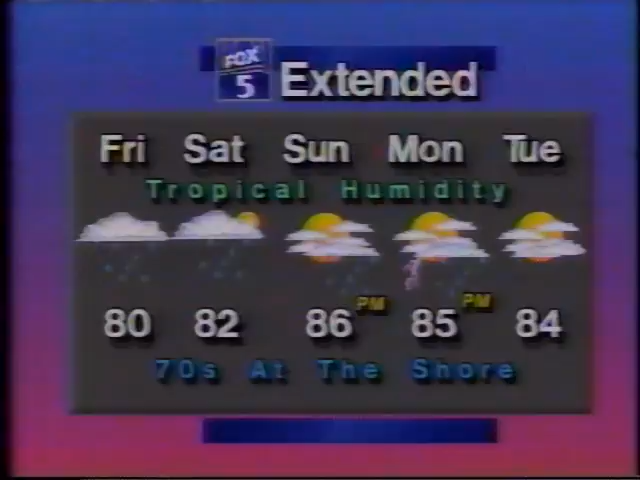 FOX
5 Extended
Fri Sat Sun Mon Tue
Tropical Humidity
PM PM
80 82 86 85 84
70s At The Shore